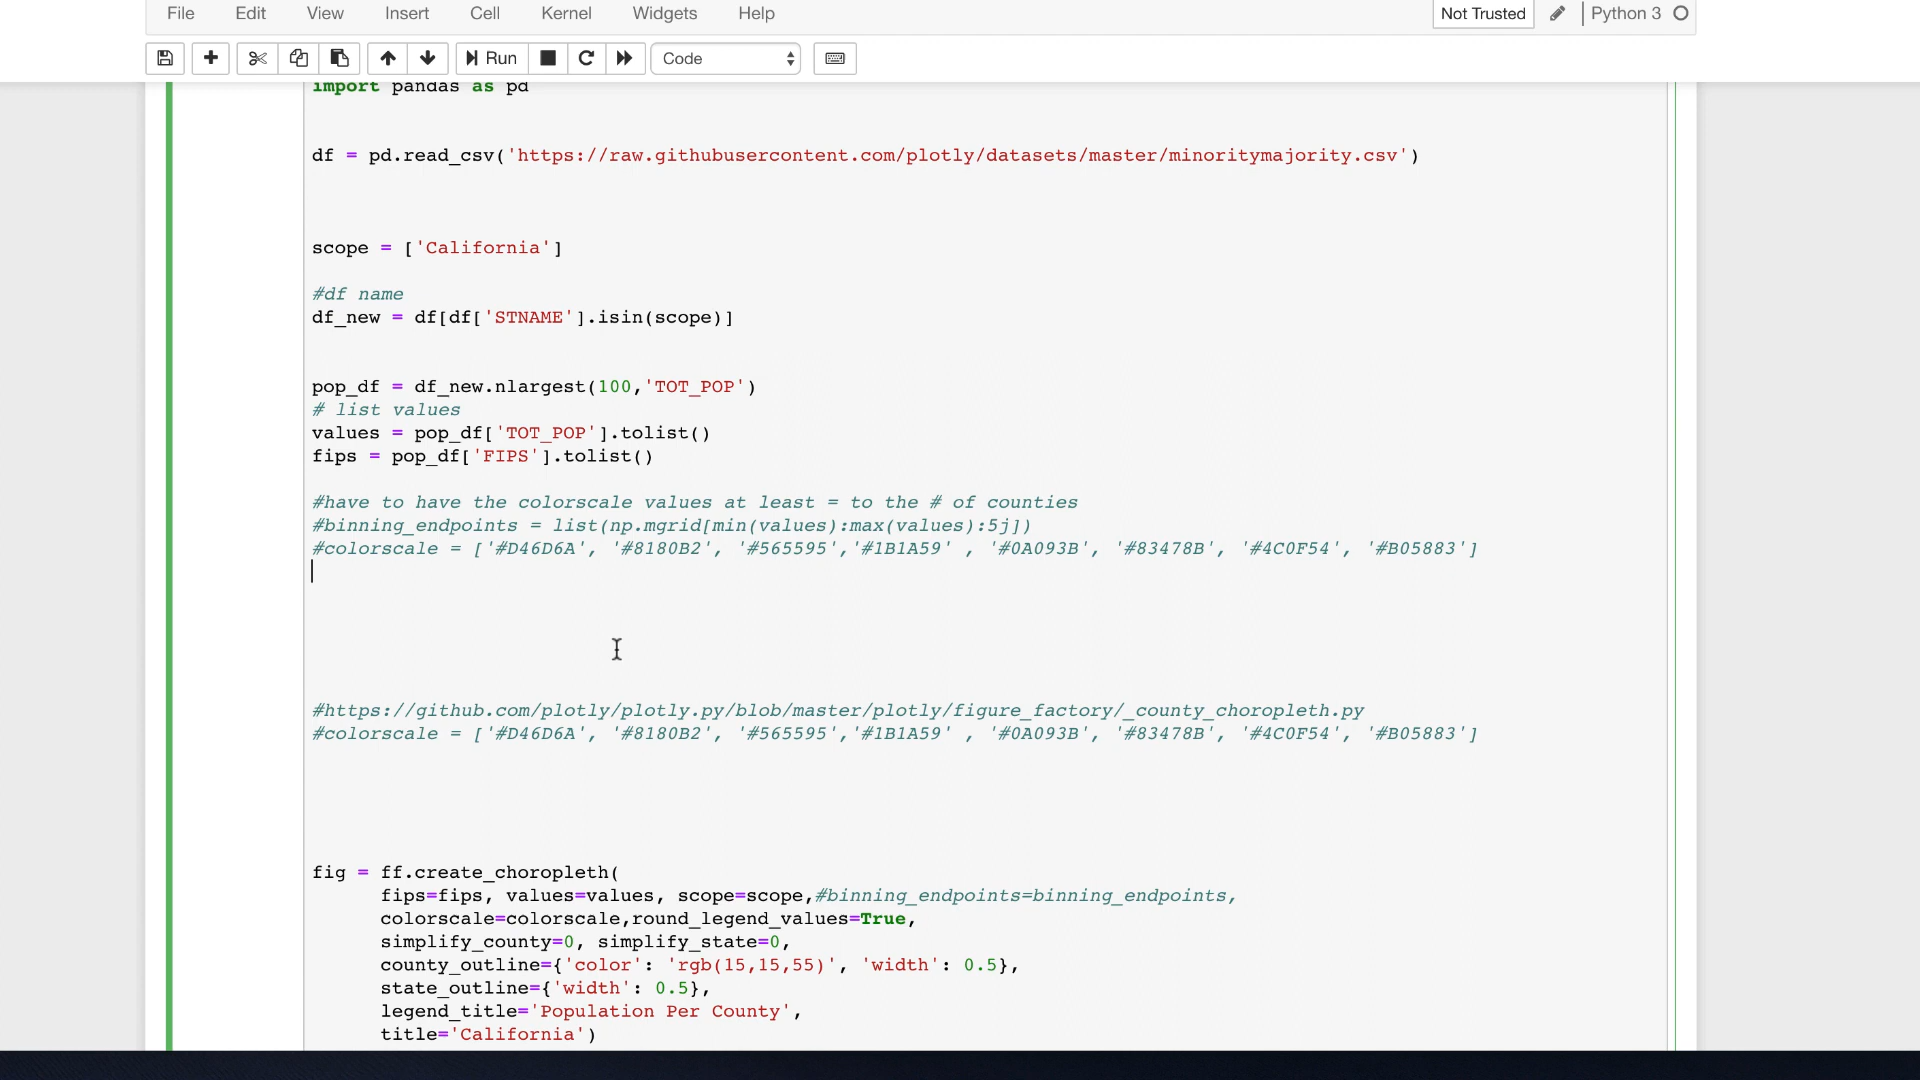 File Edit View Insert Cell Kernel Widgets Help Not Trusted Python 3
Run Code
import pandas as pd
df = pd.read_csv('https://raw.githubusercontent.com/plotly/datasets/master/minoritymajority.csv')
scope = ['California']
#df name
df_new = df[df['STNAME'].isin(scope)]
pop_df = df_new.nlargest(100,'TOT_POP')
# list values
values = pop_df['TOT_POP'].tolist()
fips = pop_df['FIPS'].tolist()
#have to have the colorscale values at least = to the # of counties
#binning_endpoints = list(np.mgrid[min(values):max(values):5j])
#colorscale = ['#D46D6A', '#8180B2', '#565595','#1B1A59' , '#0A093B', '#83478B', '#4C0F54', '#B05883']
#https://github.com/plotly/plotly.py/blob/master/plotly/figure_factory/_county_choropleth.py
#colorscale = ['#D46D6A', '#8180B2', '#565595','#1B1A59' , '#0A093B', '#83478B', '#4C0F54', '#B05883']
fig = ff.create_choropleth(
fips=fips, values=values, scope=scope,#binning_endpoints=binning_endpoints,
colorscale=colorscale,round_legend_values=True,
simplify_county=0, simplify_state=0,
county_outline={'color': 'rgb(15,15,55)', 'width': 0.5},
state_outline={'width': 0.5},
legend_title='Population Per County',
title='California')